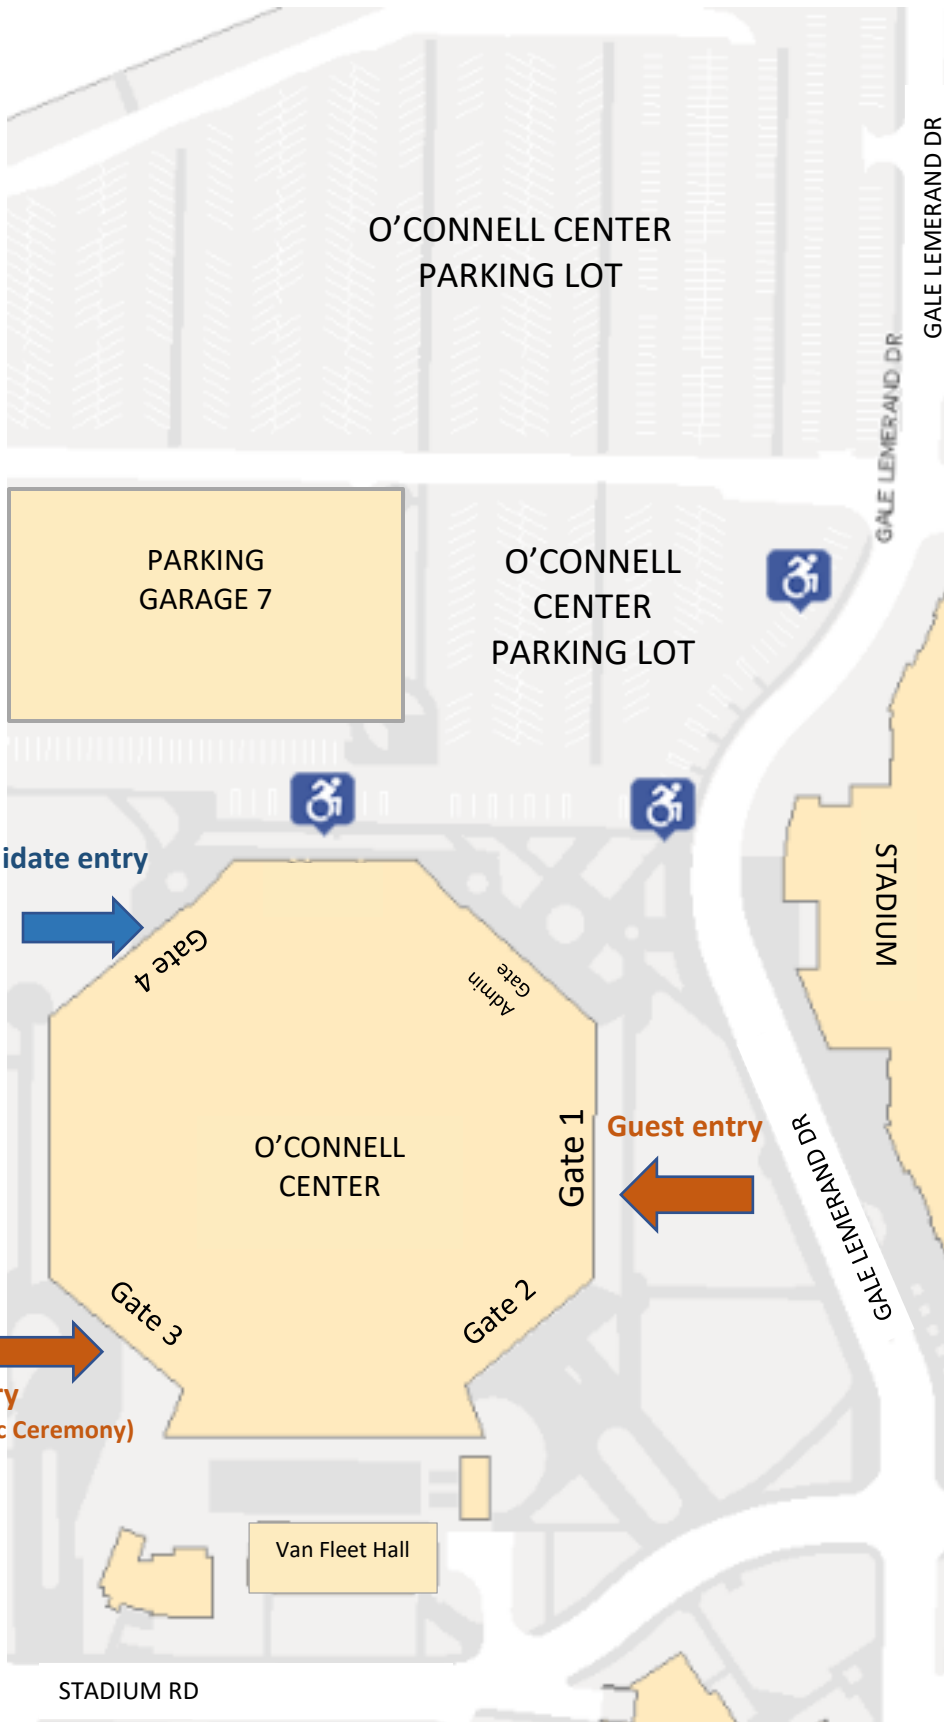 GALE LEMERAND DR
O'CONNELL CENTER
PARKING LOT
GALE LEMERAND DR
PARKING
GARAGE 7
O'CONNELL
CENTER
PARKING LOT
idate entry
STADIUM
Gate 4
Admin
Gate
Gate 1
Guest entry
O'CONNELL
CENTER
GALE LEMERAND DR
Gate 3
Gate 2
ry
c Ceremony)
Van Fleet Hall
STADIUM RD